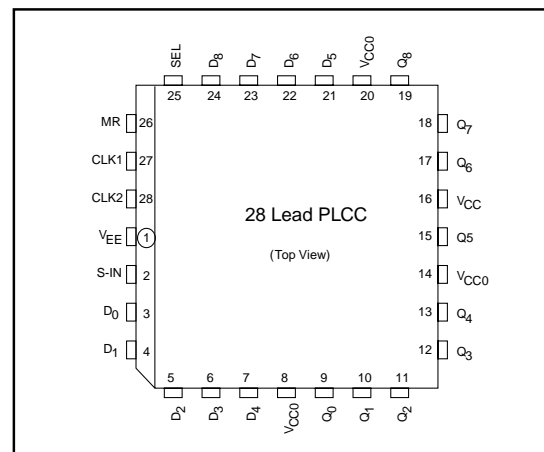 SEL D8 D7 D6 D5 VCC0 Q8
25 24 23 22 21 20 19
MR 26 18 Q7
CLK1 27 17 Q6
CLK2 28 16 VCC
28 Lead PLCC
VEE 1 15 Q5
(Top View)
S-IN 2 14 VCC0
D0 3 13 Q4
D1 4 12 Q3
5 6 7 8 9 10 11
D2 D3 D4 VCC0 Q0 Q1 Q2